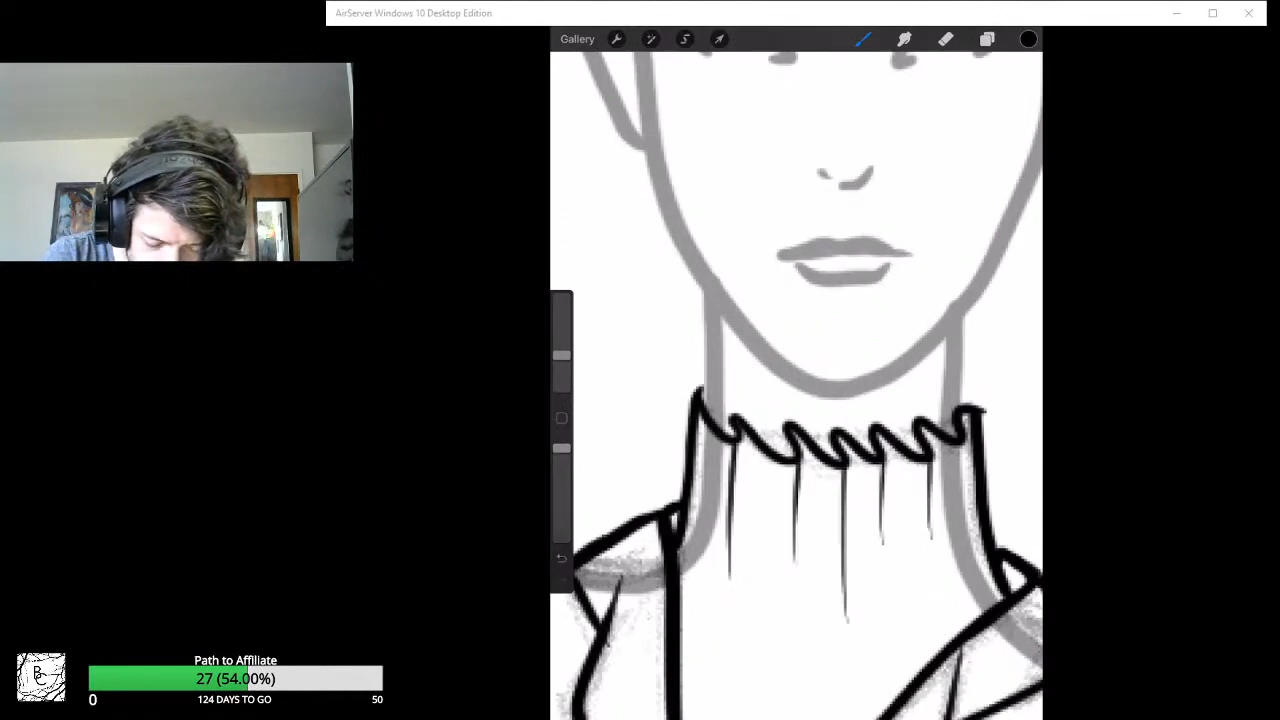 AirServer Windows 10 Desktop Edition
Gallery
Path to Affiliate
27 (54.00%)
0
124 DAYS TO GO
50